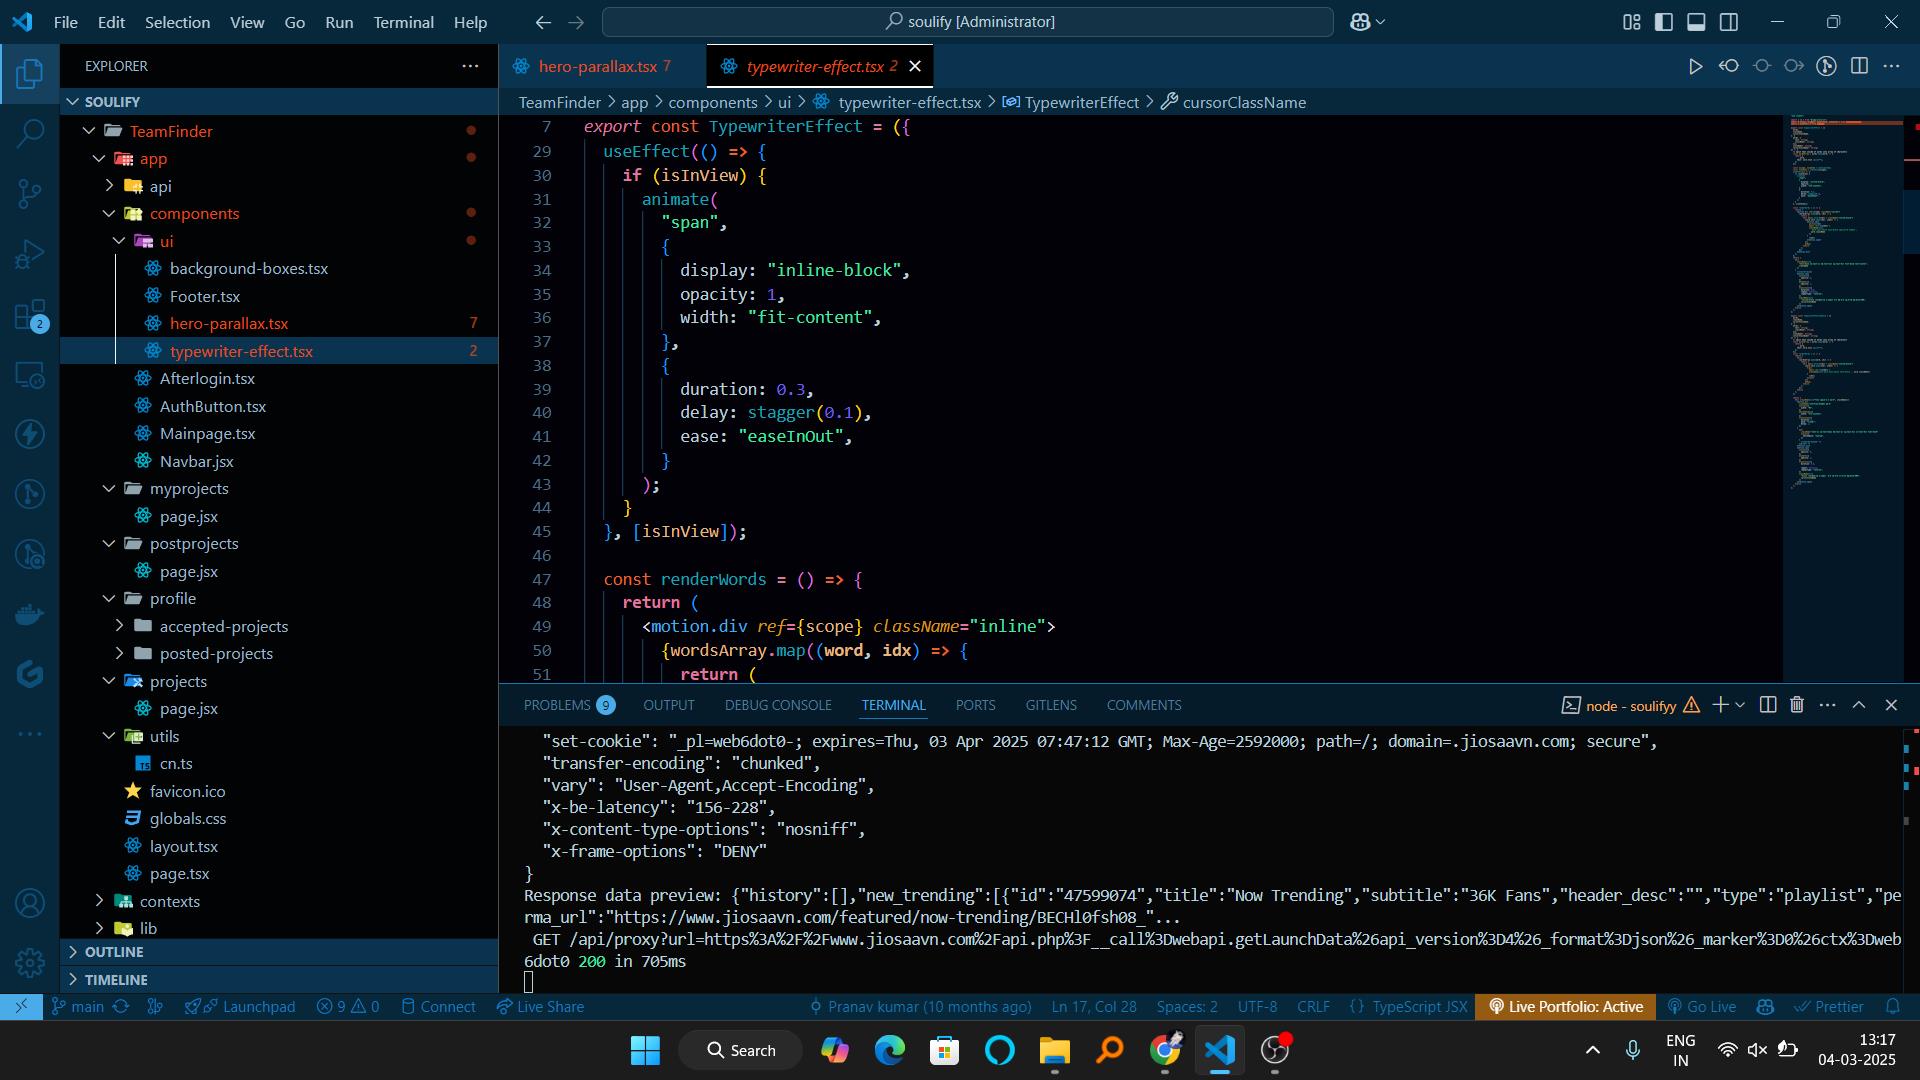 File Edit Selection View Go Run Terminal Help
soulify [Administrator]
EXPLORER
SOULIFY
TeamFinder
app
api
components
ui
background-boxes.tsx
Footer.tsx
hero-parallax.tsx 7
typewriter-effect.tsx 2
Afterlogin.tsx
AuthButton.tsx
Mainpage.tsx
Navbar.jsx
myprojects
page.jsx
postprojects
page.jsx
profile
accepted-projects
posted-projects
projects
page.jsx
utils
cn.ts
favicon.ico
globals.css
layout.tsx
page.tsx
contexts
lib
OUTLINE
TIMELINE
2
hero-parallax.tsx 7
typewriter-effect.tsx 2
TeamFinder > app > components > ui > typewriter-effect.tsx > TypewriterEffect > cursorClassName
7 export const TypewriterEffect = ({
29 useEffect(() => {
30 if (isInView) {
31 animate(
32 "span",
33 {
34 display: "inline-block",
35 opacity: 1,
36 width: "fit-content",
37 },
38 {
39 duration: 0.3,
40 delay: stagger(0.1),
41 ease: "easeInOut",
42 }
43 );
44 }
45 }, [isInView]);
46
47 const renderWords = () => {
48 return (
49 <motion.div ref={scope} className="inline">
50 {wordsArray.map((word, idx) => {
51 return (
PROBLEMS 9 OUTPUT DEBUG CONSOLE TERMINAL PORTS GITLENS COMMENTS
node - soulifyy
"set-cookie": "_pl=web6dot0-; expires=Thu, 03 Apr 2025 07:47:12 GMT; Max-Age=2592000; path=/; domain=.jiosaavn.com; secure",
"transfer-encoding": "chunked",
"vary": "User-Agent,Accept-Encoding",
"x-be-latency": "156-228",
"x-content-type-options": "nosniff",
"x-frame-options": "DENY"
}
Response data preview: {"history":[],"new_trending":[{"id":"47599074","title":"Now Trending","subtitle":"36K Fans","header_desc":"","type":"playlist","pe
rma_url":"https://www.jiosaavn.com/featured/now-trending/BECHl0fsh08_"...
GET /api/proxy?url=https%3A%2F%2Fwww.jiosaavn.com%2Fapi.php%3F__call%3Dwebapi.getLaunchData%26api_version%3D4%26_format%3Djson%26_marker%3D0%26ctx%3Dweb
6dot0 200 in 705ms
main Launchpad 9 0 Connect Live Share
Pranav kumar (10 months ago) Ln 17, Col 28 Spaces: 2 UTF-8 CRLF {} TypeScript JSX Live Portfolio: Active Go Live Prettier
Search
ENG
IN
13:17
04-03-2025